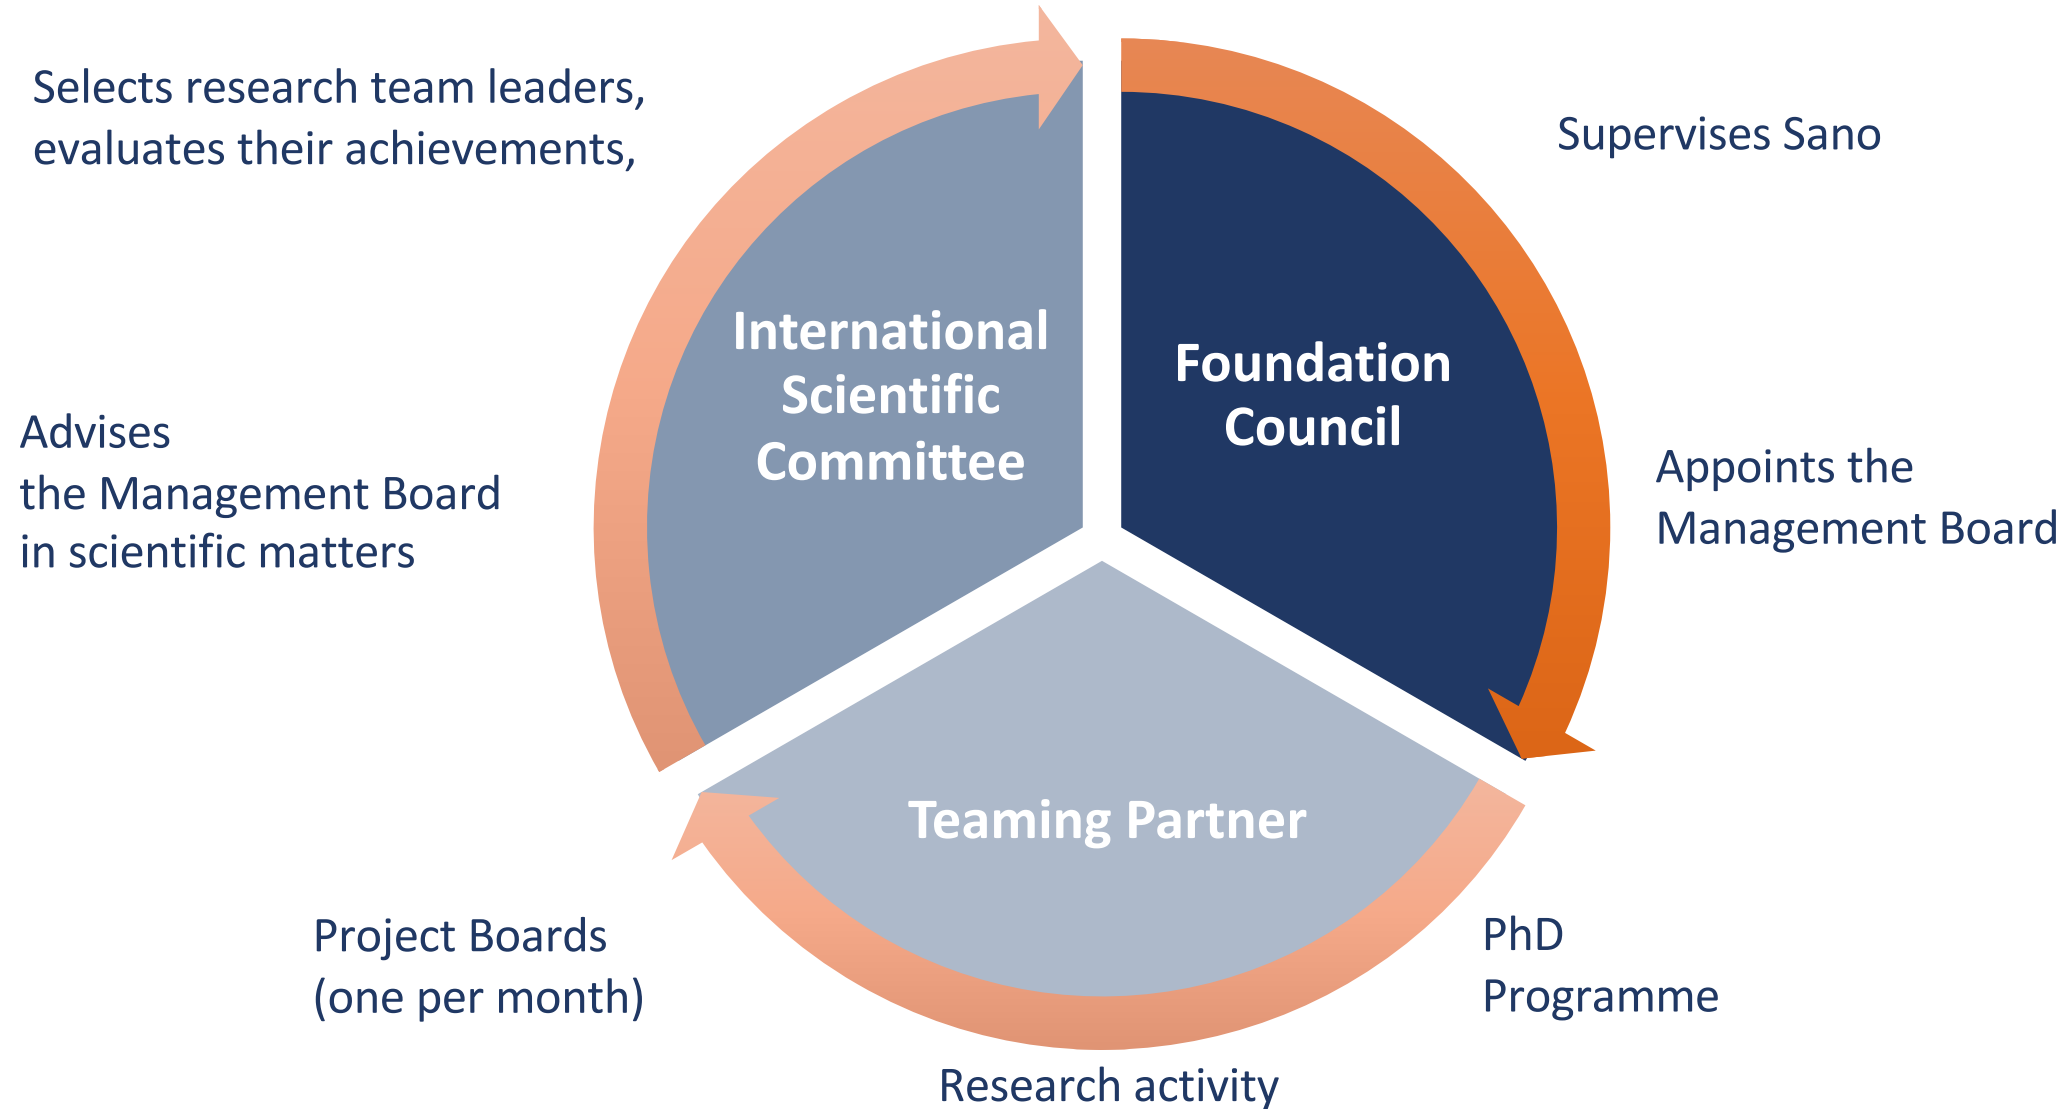 Selects research team leaders,
evaluates their achievements,
Supervises Sano
International
Scientific
Committee
Foundation
Council
Advises
the Management Board
in scientific matters
Appoints the
Management Board
Teaming Partner
Project Boards
(one per month)
PhD
Programme
Research activity